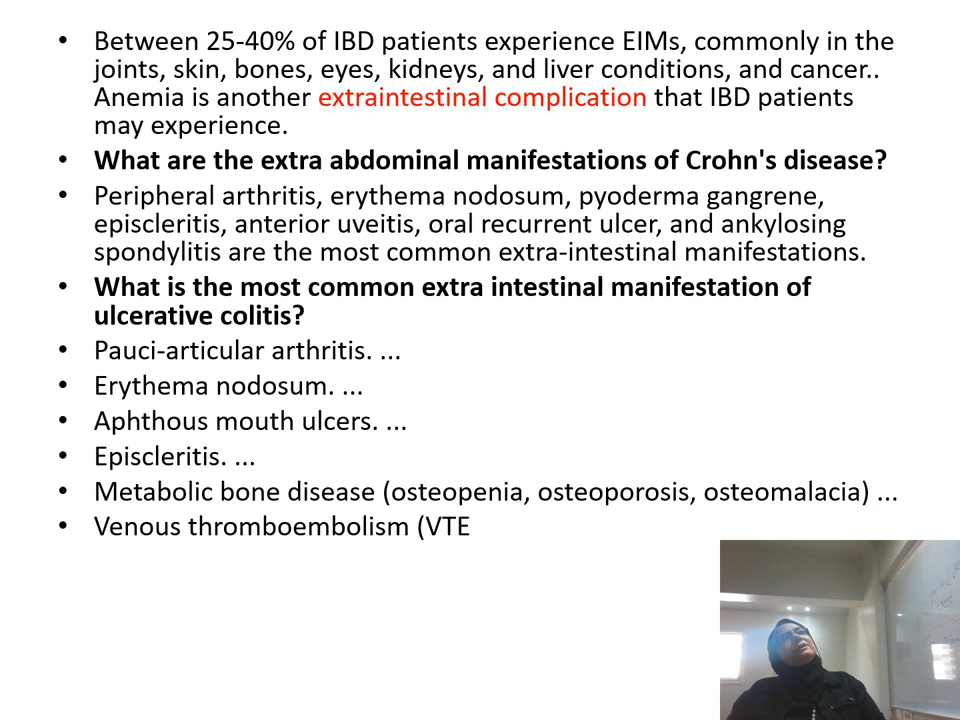 • Between 25-40% of IBD patients experience EIMs, commonly in the
joints, skin, bones, eyes, kidneys, and liver conditions, and cancer..
Anemia is another extraintestinal complication that IBD patients
may experience.
• What are the extra abdominal manifestations of Crohn's disease?
• Peripheral arthritis, erythema nodosum, pyoderma gangrene,
episcleritis, anterior uveitis, oral recurrent ulcer, and ankylosing
spondylitis are the most common extra-intestinal manifestations.
• What is the most common extra intestinal manifestation of
ulcerative colitis?
• Pauci-articular arthritis. ...
• Erythema nodosum. ...
• Aphthous mouth ulcers. ...
• Episcleritis. ...
• Metabolic bone disease (osteopenia, osteoporosis, osteomalacia) ...
• Venous thromboembolism (VTE